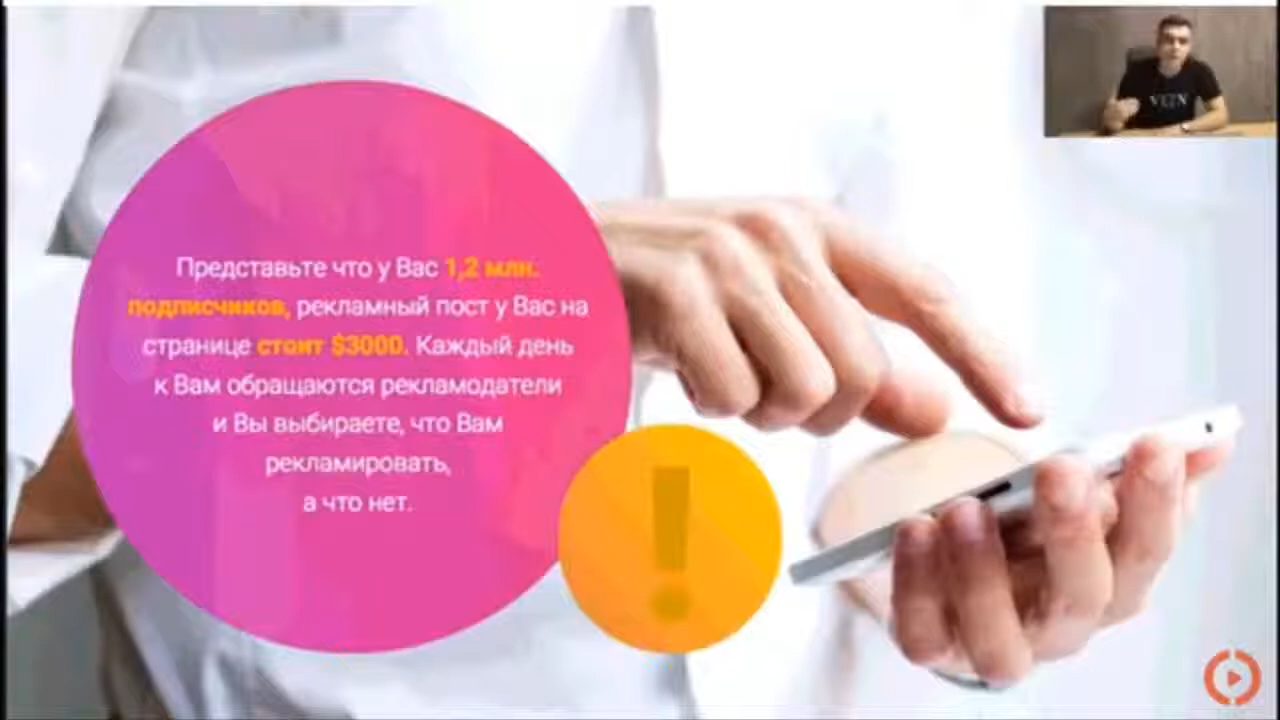 Представьте что у Вас 1,2 млн.
подписчиков, рекламный пост у Вас на
странице стоит $3000. Каждый день
к Вам обращаются рекламодатели
и Вы выбираете, что Вам
рекламировать,
а что нет.